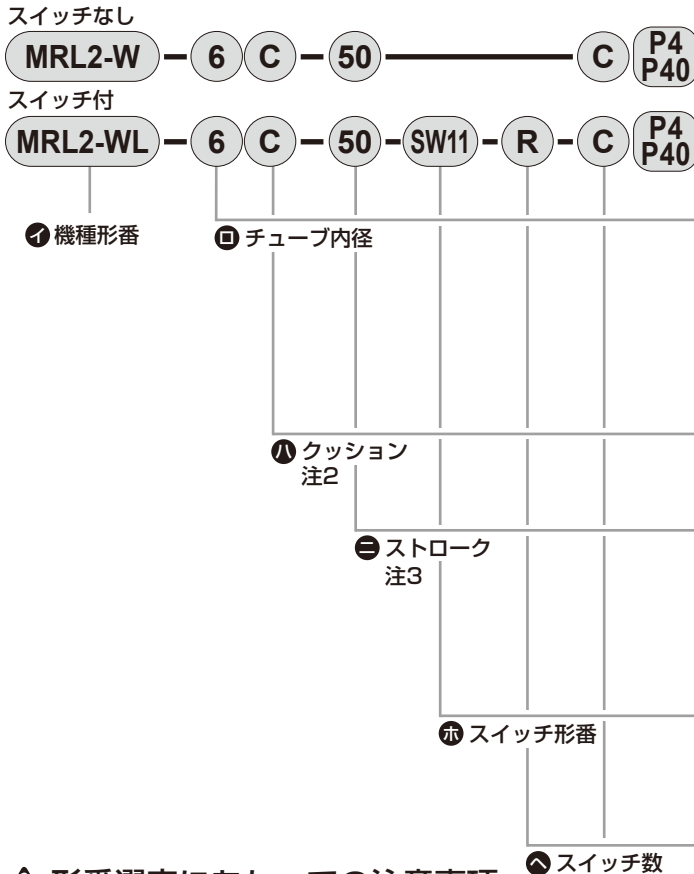 スイッチなし
MRL2-W - 6 C - 50 - C P4 P40
スイッチ付
MRL2-WL - 6 C - 50 - SW11 - R - C P4 P40
イ 機種形番
ロ チューブ内径
ハ クッション
注2
ニ ストローク
注3
ホ スイッチ形番
ヘ スイッチ数